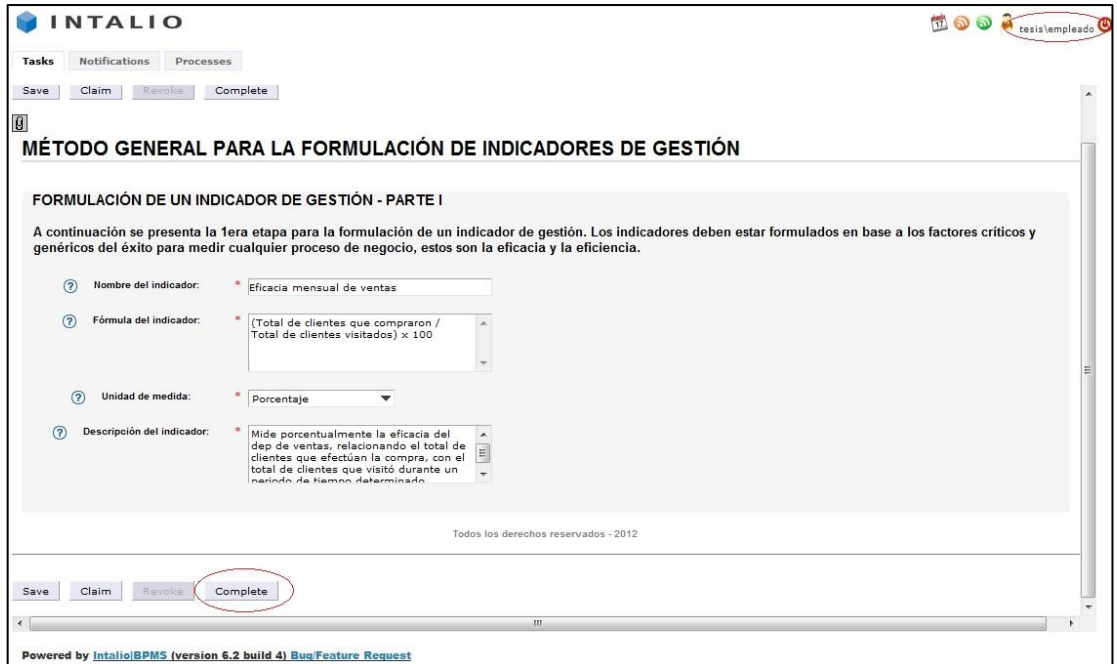 INTALIO
17
tesis\empleado
Tasks Notifications Processes
Save Claim Revoke Complete
MÉTODO GENERAL PARA LA FORMULACIÓN DE INDICADORES DE GESTIÓN
FORMULACIÓN DE UN INDICADOR DE GESTIÓN - PARTE I
A continuación se presenta la 1era etapa para la formulación de un indicador de gestión. Los indicadores deben estar formulados en base a los factores críticos y
genéricos del éxito para medir cualquier proceso de negocio, estos son la eficacia y la eficiencia.
? Nombre del indicador: * Eficacia mensual de ventas
? Fórmula del indicador: * (Total de clientes que compraron /
Total de clientes visitados) x 100
? Unidad de medida: * Porcentaje
? Descripción del indicador: * Mide porcentualmente la eficacia del
dep de ventas, relacionando el total de
clientes que efectúan la compra, con el
total de clientes que visitó durante un
periodo de tiempo determinado
Todos los derechos reservados - 2012
Save Claim Revoke Complete
Powered by Intalio|BPMS (version 6.2 build 4) Bug/Feature Request